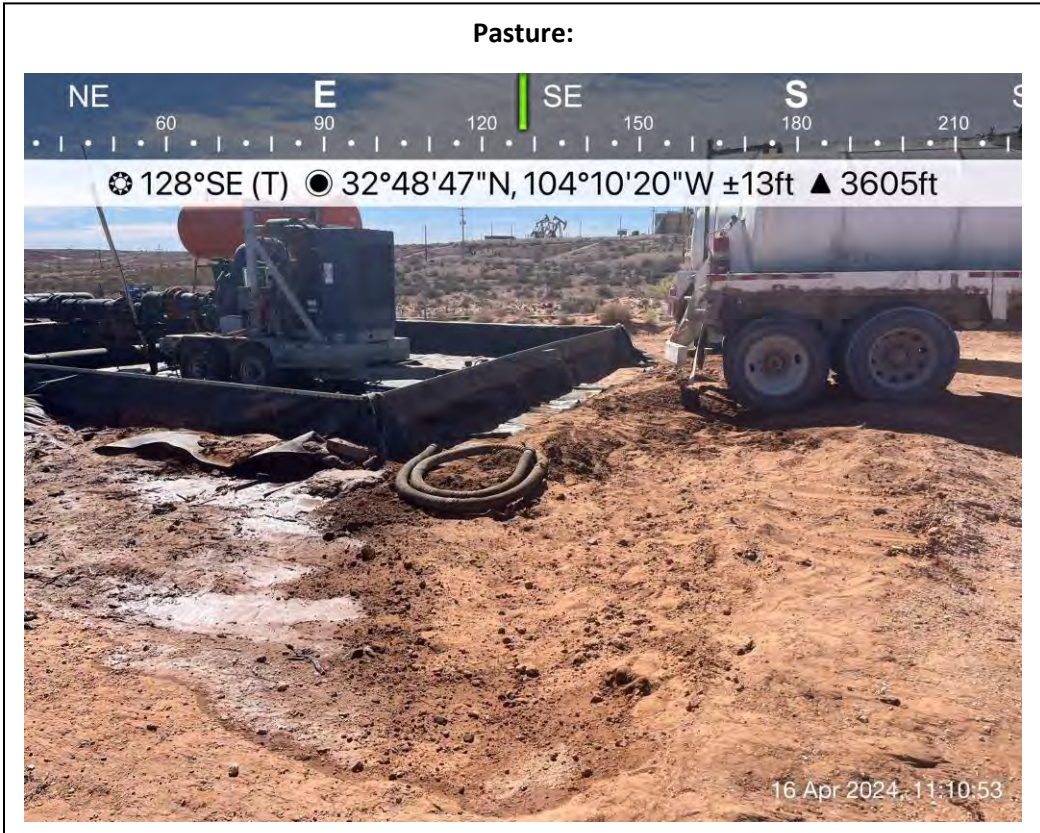 Pasture:
NE E SE S S
60 90 120 150 180 210
128°SE (T) 32°48'47"N, 104°10'20"W ±13ft ▲ 3605ft
16 Apr 2024, 11:10:53